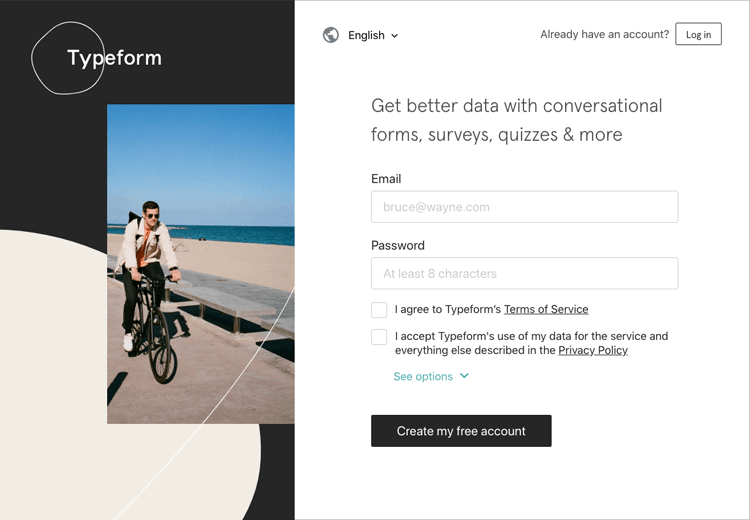 Typeform
English
Already have an account?
Log in
Get better data with conversational
forms, surveys, quizzes & more
Email
bruce@wayne.com
Password
At least 8 characters
I agree to Typeform's Terms of Service
I accept Typeform's use of my data for the service and
everything else described in the Privacy Policy
See options
Create my free account